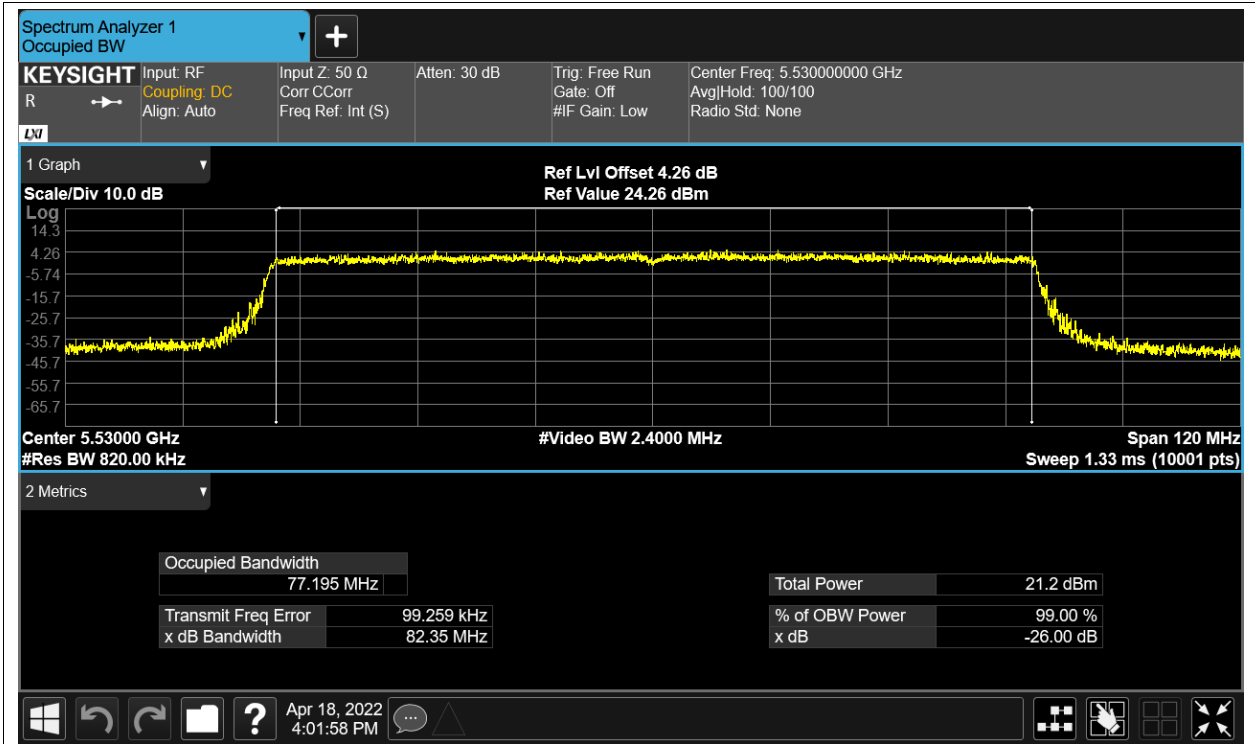 Spectrum Analyzer 1
Occupied BW
KEYSIGHT
R
LXI
Input: RF
Coupling: DC
Align: Auto
Input Z: 50 Ω
Corr CCorr
Freq Ref: Int (S)
Atten: 30 dB
Trig: Free Run
Gate: Off
#IF Gain: Low
Center Freq: 5.530000000 GHz
Avg|Hold: 100/100
Radio Std: None
1 Graph
Scale/Div 10.0 dB
Ref Lvl Offset 4.26 dB
Ref Value 24.26 dBm
Log
14.3
4.26
-5.74
-15.7
-25.7
-35.7
-45.7
-55.7
-65.7
Center 5.53000 GHz
#Video BW 2.4000 MHz
Span 120 MHz
#Res BW 820.00 kHz
Sweep 1.33 ms (10001 pts)
2 Metrics
Occupied Bandwidth
77.195 MHz
Total Power 21.2 dBm
Transmit Freq Error 99.259 kHz
% of OBW Power 99.00 %
x dB Bandwidth 82.35 MHz
x dB -26.00 dB
?
Apr 18, 2022
4:01:58 PM